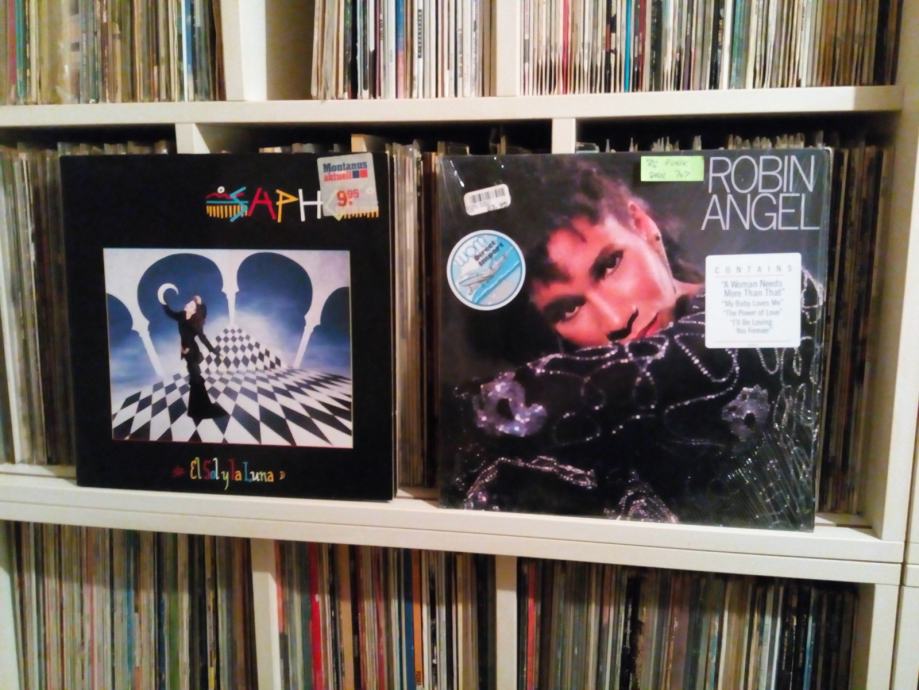 SAPHO
Montanus
aktuell
9.95
El Sol y la Luna
ROBIN
ANGEL
CONTAINS
"A Woman Needs
More Than That"
"My Baby Loves Me"
"The Power of Love"
"I'll Be Loving
You Forever"